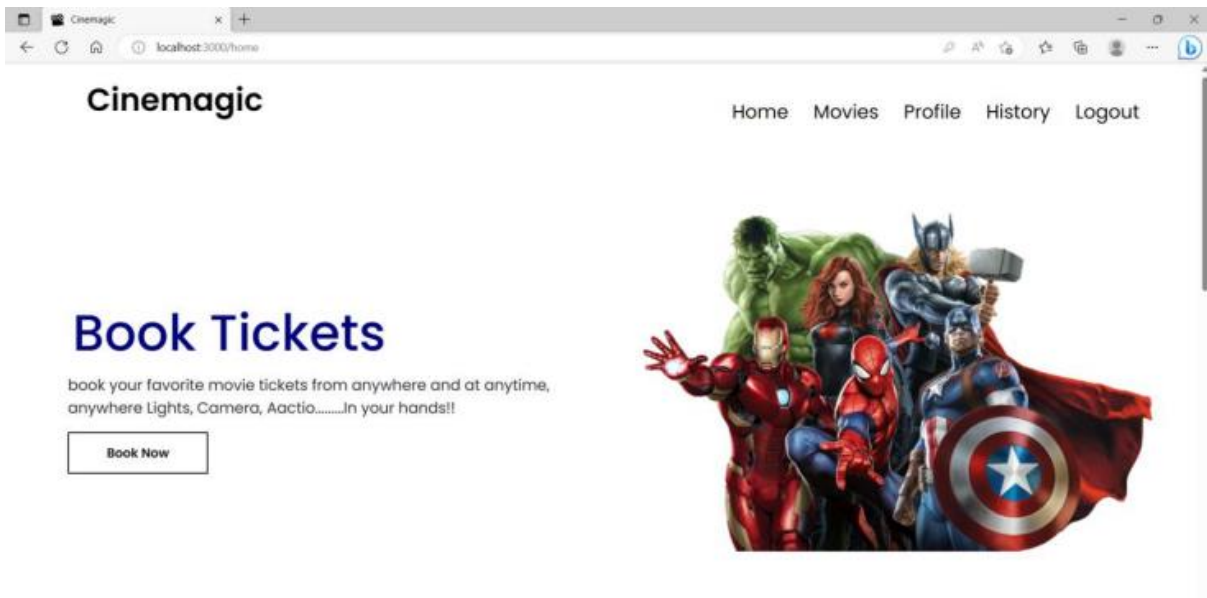 Cinemagic
localhost:3000/home
Cinemagic
Home Movies Profile History Logout
Book Tickets
book your favorite movie tickets from anywhere and at anytime,
anywhere Lights, Camera, Aactio.........In your hands!!
Book Now